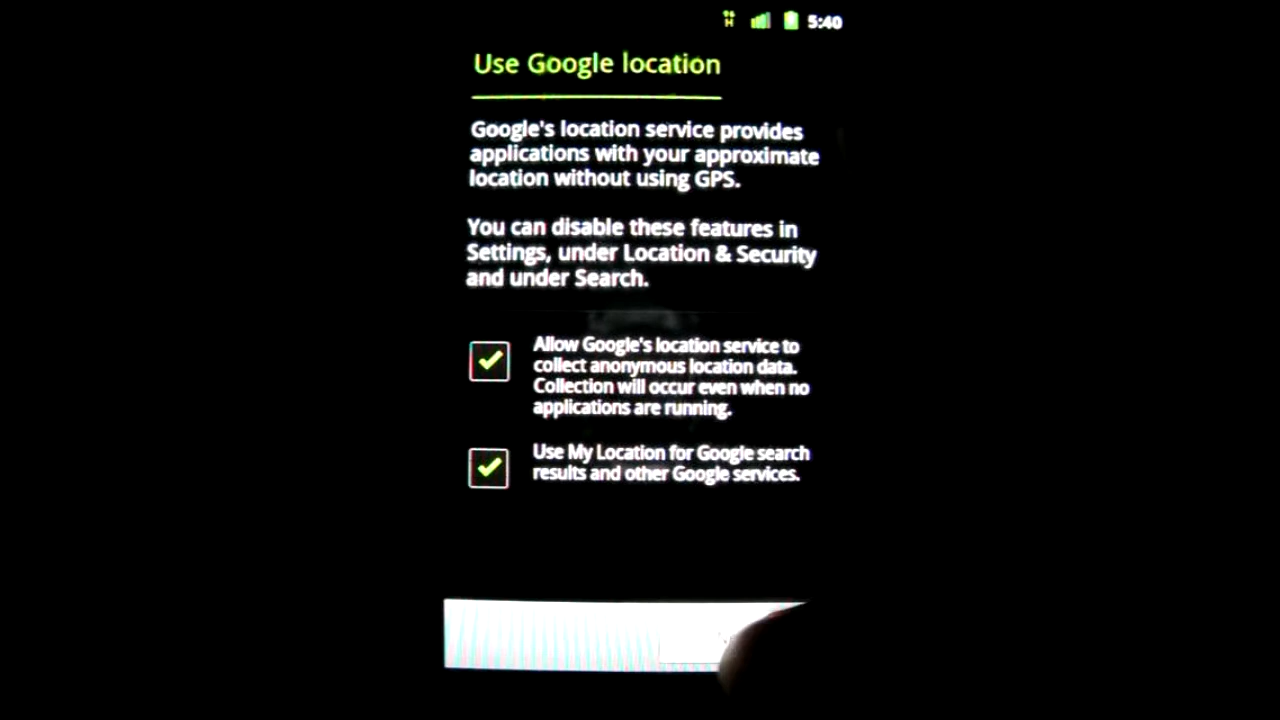 5:40
Use Google location
Google's location service provides
applications with your approximate
location without using GPS.
You can disable these features in
Settings, under Location & Security
and under Search.
Allow Google's location service to
collect anonymous location data.
Collection will occur even when no
applications are running.
Use My Location for Google search
results and other Google services.